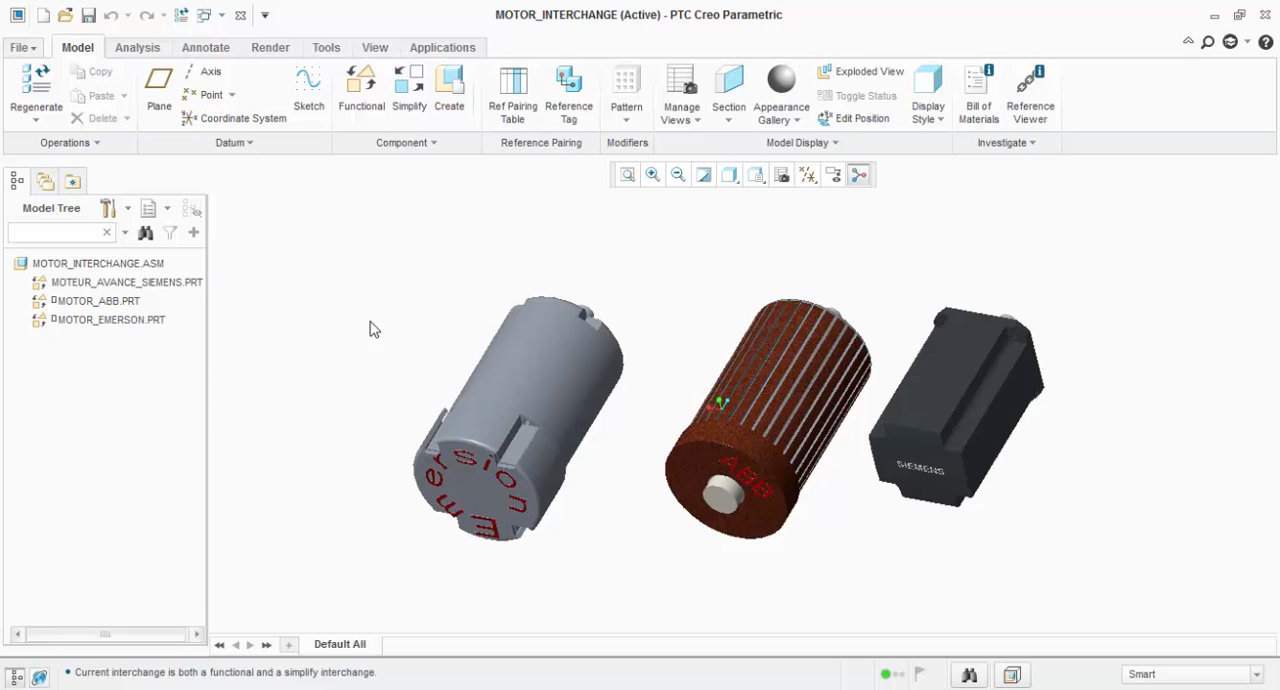 MOTOR_INTERCHANGE (Active) - PTC Creo Parametric
File Model Analysis Annotate Render Tools View Applications
Regenerate
Copy
Paste
Delete
Plane
Axis
Point
Coordinate System
Sketch
Functional
Simplify
Create
Ref Pairing
Table
Reference
Tag
Pattern
Manage
Views
Section
Appearance
Gallery
Exploded View
Toggle Status
Edit Position
Display
Style
Bill of
Materials
Reference
Viewer
Operations Datum Component Reference Pairing Modifiers Model Display Investigate
Model Tree
MOTOR_INTERCHANGE.ASM
MOTEUR_AVANCE_SIEMENS.PRT
MOTOR_ABB.PRT
MOTOR_EMERSON.PRT
Emersion
ABB
SIEMENS
Default All
Current interchange is both a functional and a simplify interchange.
Smart